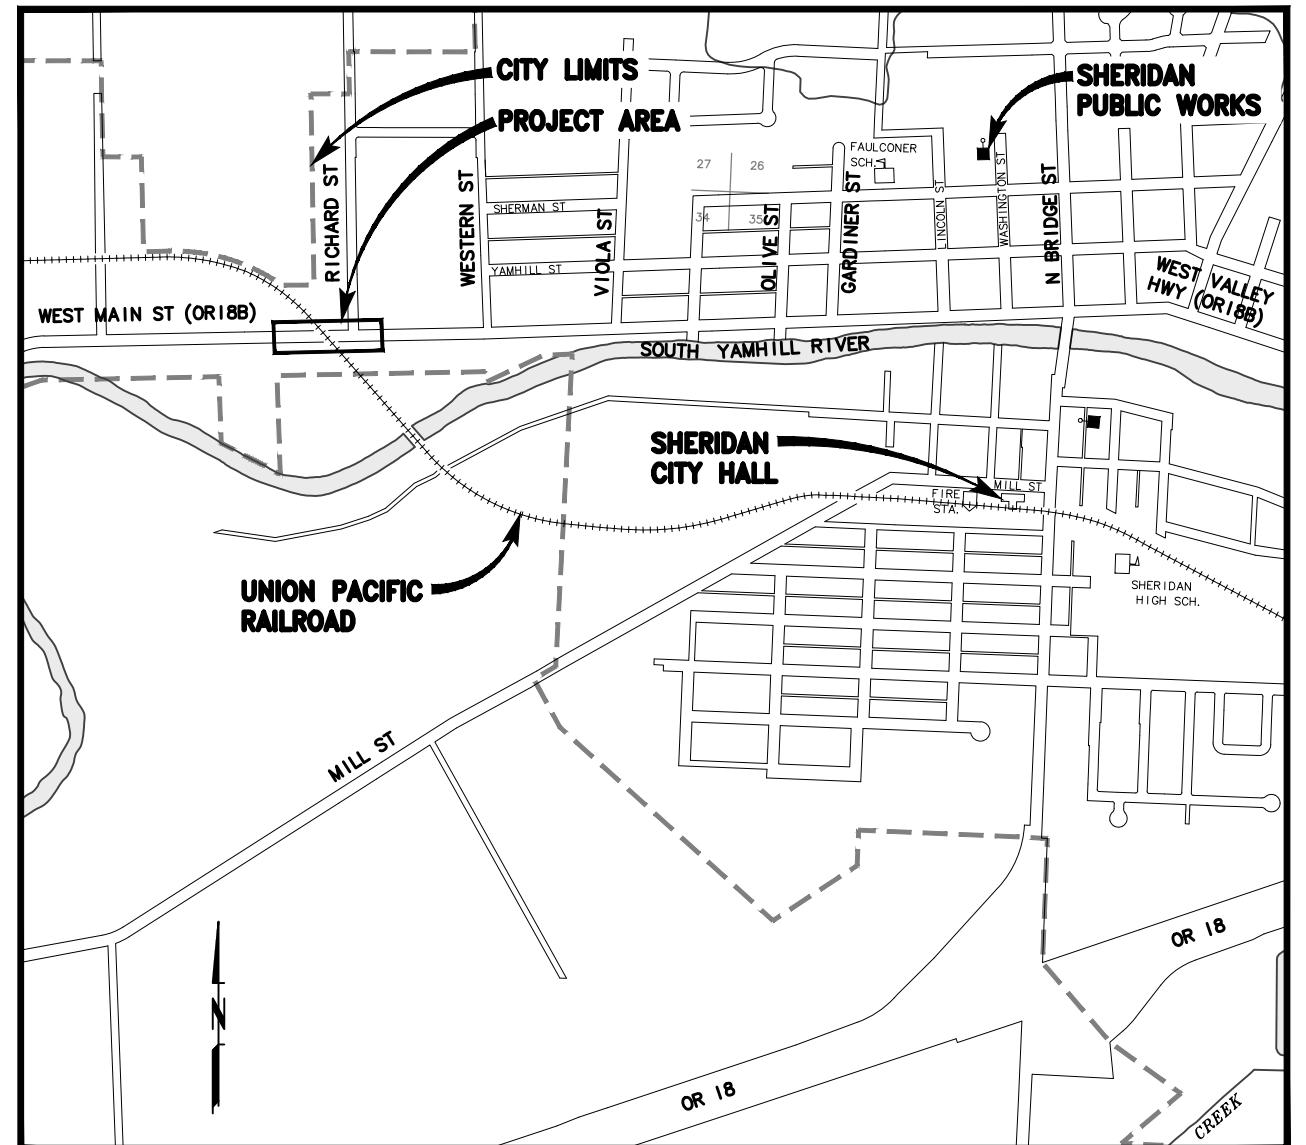 CITY LIMITS
PROJECT AREA
SHERIDAN
PUBLIC WORKS
FAULCONER
SCH.
27
26
34
35
RICHARD ST
WESTERN ST
SHERMAN ST
YAMHILL ST
VIOLA ST
OLIVE ST
GARDINER ST
LINCOLN ST
WASHINGTON ST
N BRIDGE ST
WEST VALLEY
HWY (OR18B)
WEST MAIN ST (OR18B)
SOUTH YAMHILL RIVER
SHERIDAN
CITY HALL
MILL ST
FIRE
STA.
UNION PACIFIC
RAILROAD
SHERIDAN
HIGH SCH.
MILL ST
OR 18
N
OR 18
CREEK